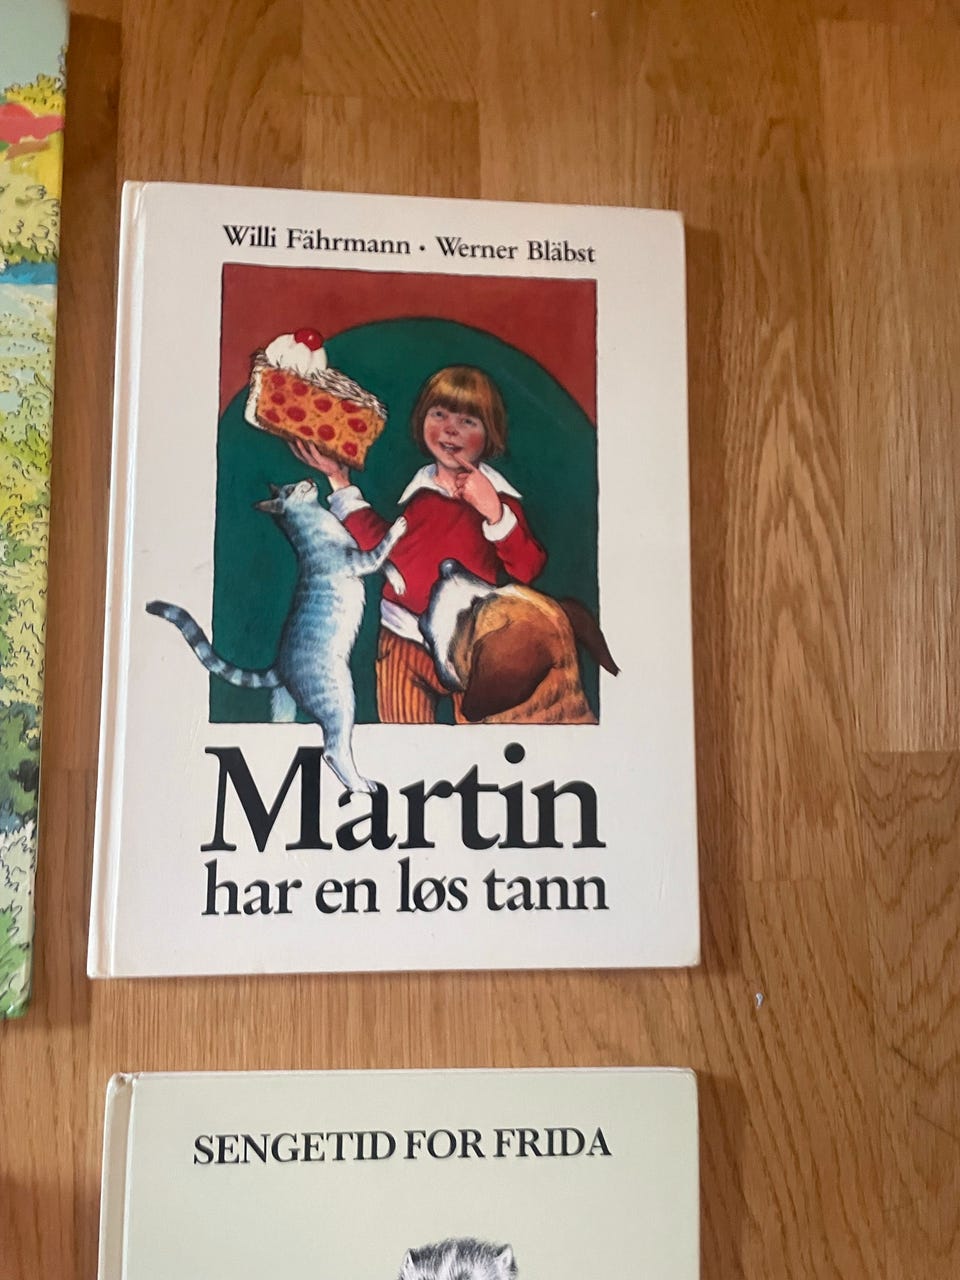 Willi Fährmann • Werner Bläbst
Martin
har en løs tann
SENGETID FOR FRIDA